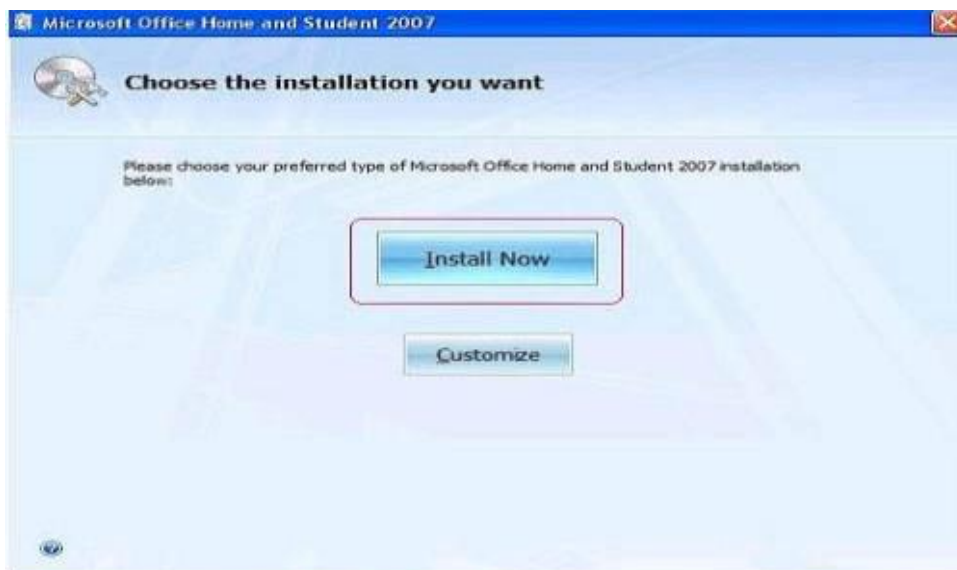 Microsoft Office Home and Student 2007
Choose the installation you want
Please choose your preferred type of Microsoft Office Home and Student 2007 installation
below:
Install Now
Customize